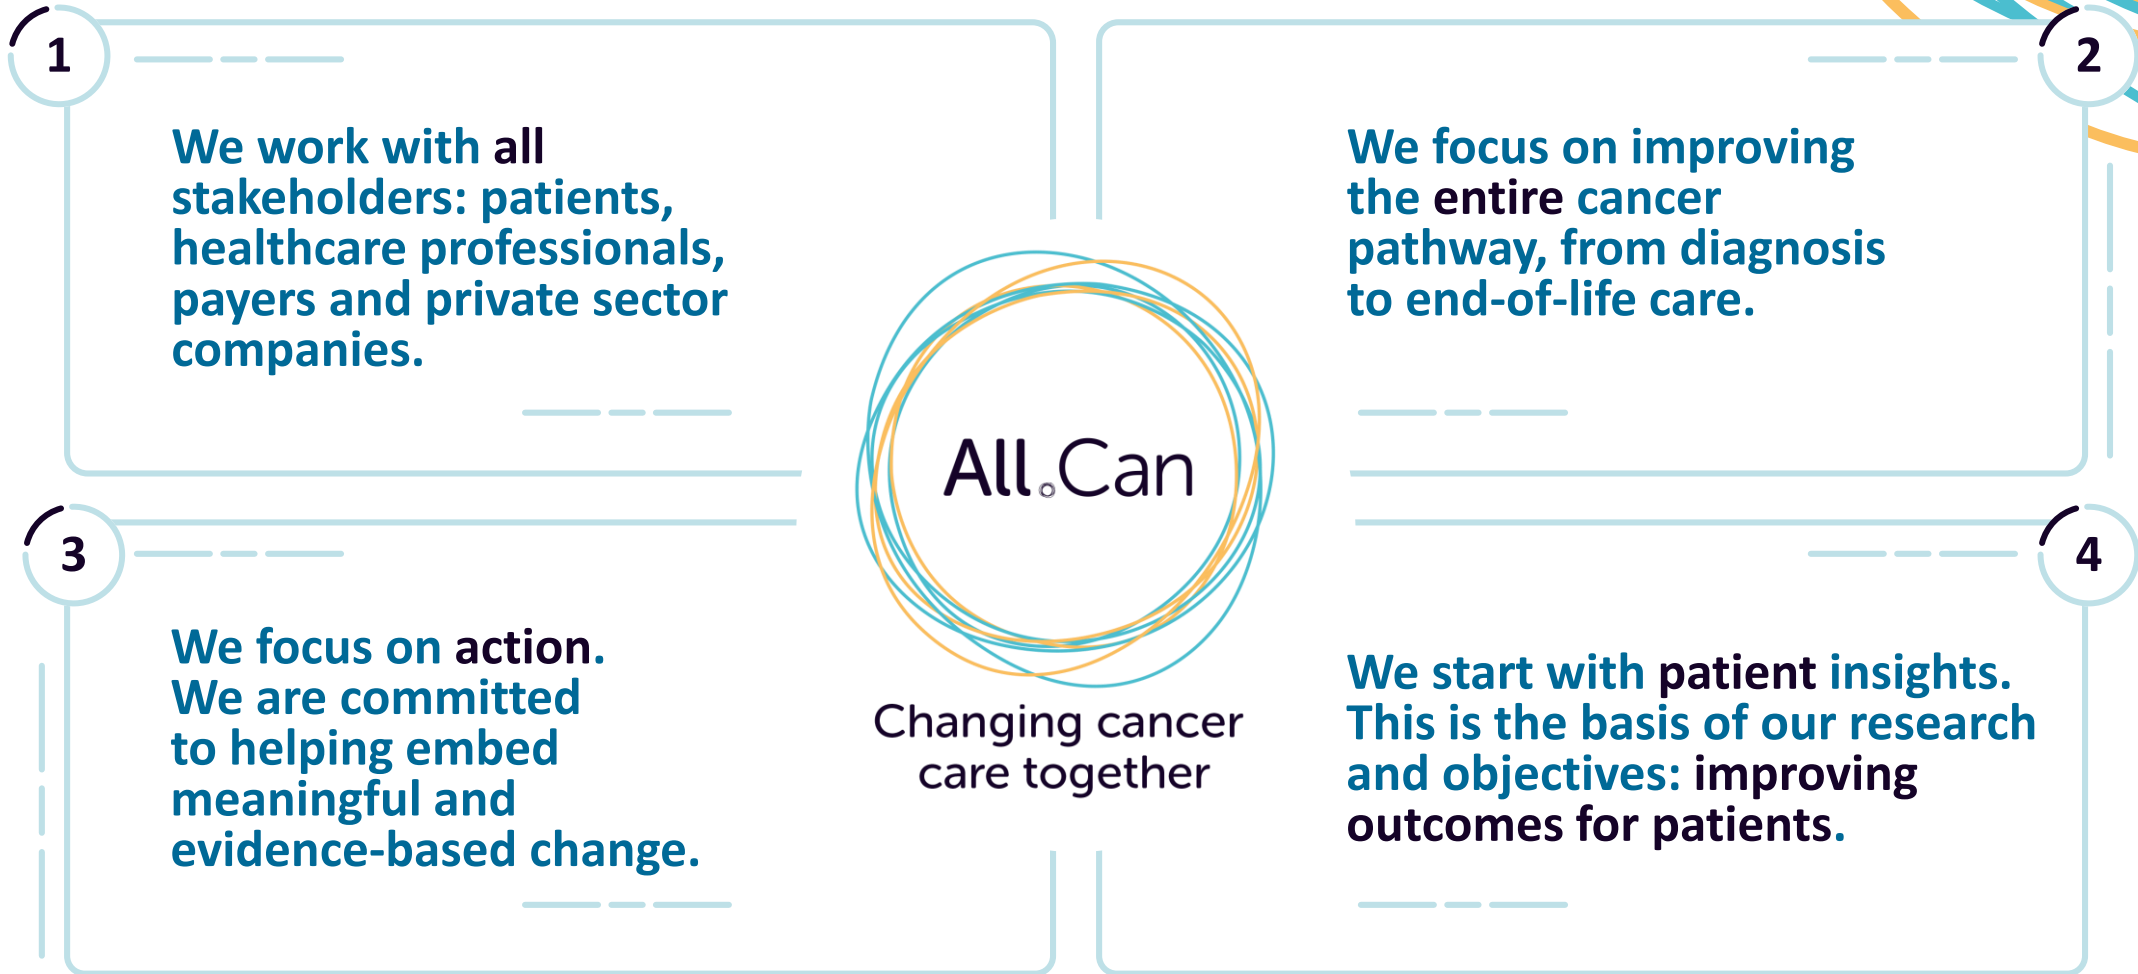 1
We work with all
stakeholders: patients,
healthcare professionals,
payers and private sector
companies.
2
We focus on improving
the entire cancer
pathway, from diagnosis
to end-of-life care.
All.Can
Changing cancer
care together
3
We focus on action.
We are committed
to helping embed
meaningful and
evidence-based change.
4
We start with patient insights.
This is the basis of our research
and objectives: improving
outcomes for patients.